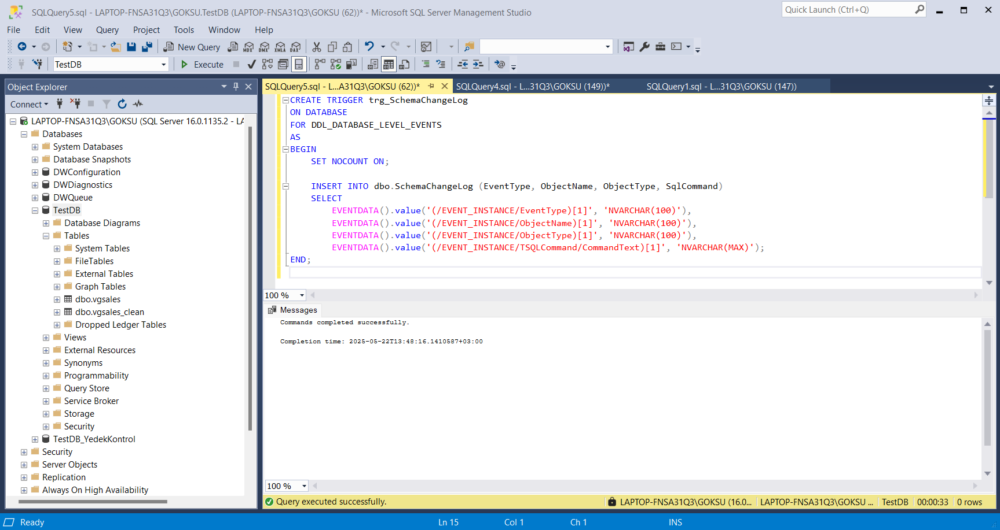 SQLQuery5.sql - LAPTOP-FNSA31Q3\GOKSU.TestDB (LAPTOP-FNSA31Q3\GOKSU (62))* - Microsoft SQL Server Management Studio
Quick Launch (Ctrl+Q)
File Edit View Query Project Tools Window Help
New Query MDX DMX XMLA DAX
TestDB Execute
Object Explorer
Connect
LAPTOP-FNSA31Q3\GOKSU (SQL Server 16.0.1135.2 - LA
Databases
System Databases
Database Snapshots
DWConfiguration
DWDiagnostics
DWQueue
TestDB
Database Diagrams
Tables
System Tables
FileTables
External Tables
Graph Tables
dbo.vgsales
dbo.vgsales_clean
Dropped Ledger Tables
Views
External Resources
Synonyms
Programmability
Query Store
Service Broker
Storage
Security
TestDB_YedekKontrol
Security
Server Objects
Replication
Always On High Availability
SQLQuery5.sql - L...A31Q3\GOKSU (62))* SQLQuery4.sql - L...31Q3\GOKSU (149))* SQLQuery1.sql - L...31Q3\GOKSU (147))
CREATE TRIGGER trg_SchemaChangeLog
ON DATABASE
FOR DDL_DATABASE_LEVEL_EVENTS
AS
BEGIN
SET NOCOUNT ON;
INSERT INTO dbo.SchemaChangeLog (EventType, ObjectName, ObjectType, SqlCommand)
SELECT
EVENTDATA().value('(/EVENT_INSTANCE/EventType)[1]', 'NVARCHAR(100)'),
EVENTDATA().value('(/EVENT_INSTANCE/ObjectName)[1]', 'NVARCHAR(100)'),
EVENTDATA().value('(/EVENT_INSTANCE/ObjectType)[1]', 'NVARCHAR(100)'),
EVENTDATA().value('(/EVENT_INSTANCE/TSQLCommand/CommandText)[1]', 'NVARCHAR(MAX)');
END;
100 %
Messages
Commands completed successfully.
Completion time: 2025-05-22T13:48:16.1410587+03:00
100 %
Query executed successfully. LAPTOP-FNSA31Q3\GOKSU (16.0... LAPTOP-FNSA31Q3\GOKSU ... TestDB 00:00:33 0 rows
Ready Ln 15 Col 1 Ch 1 INS